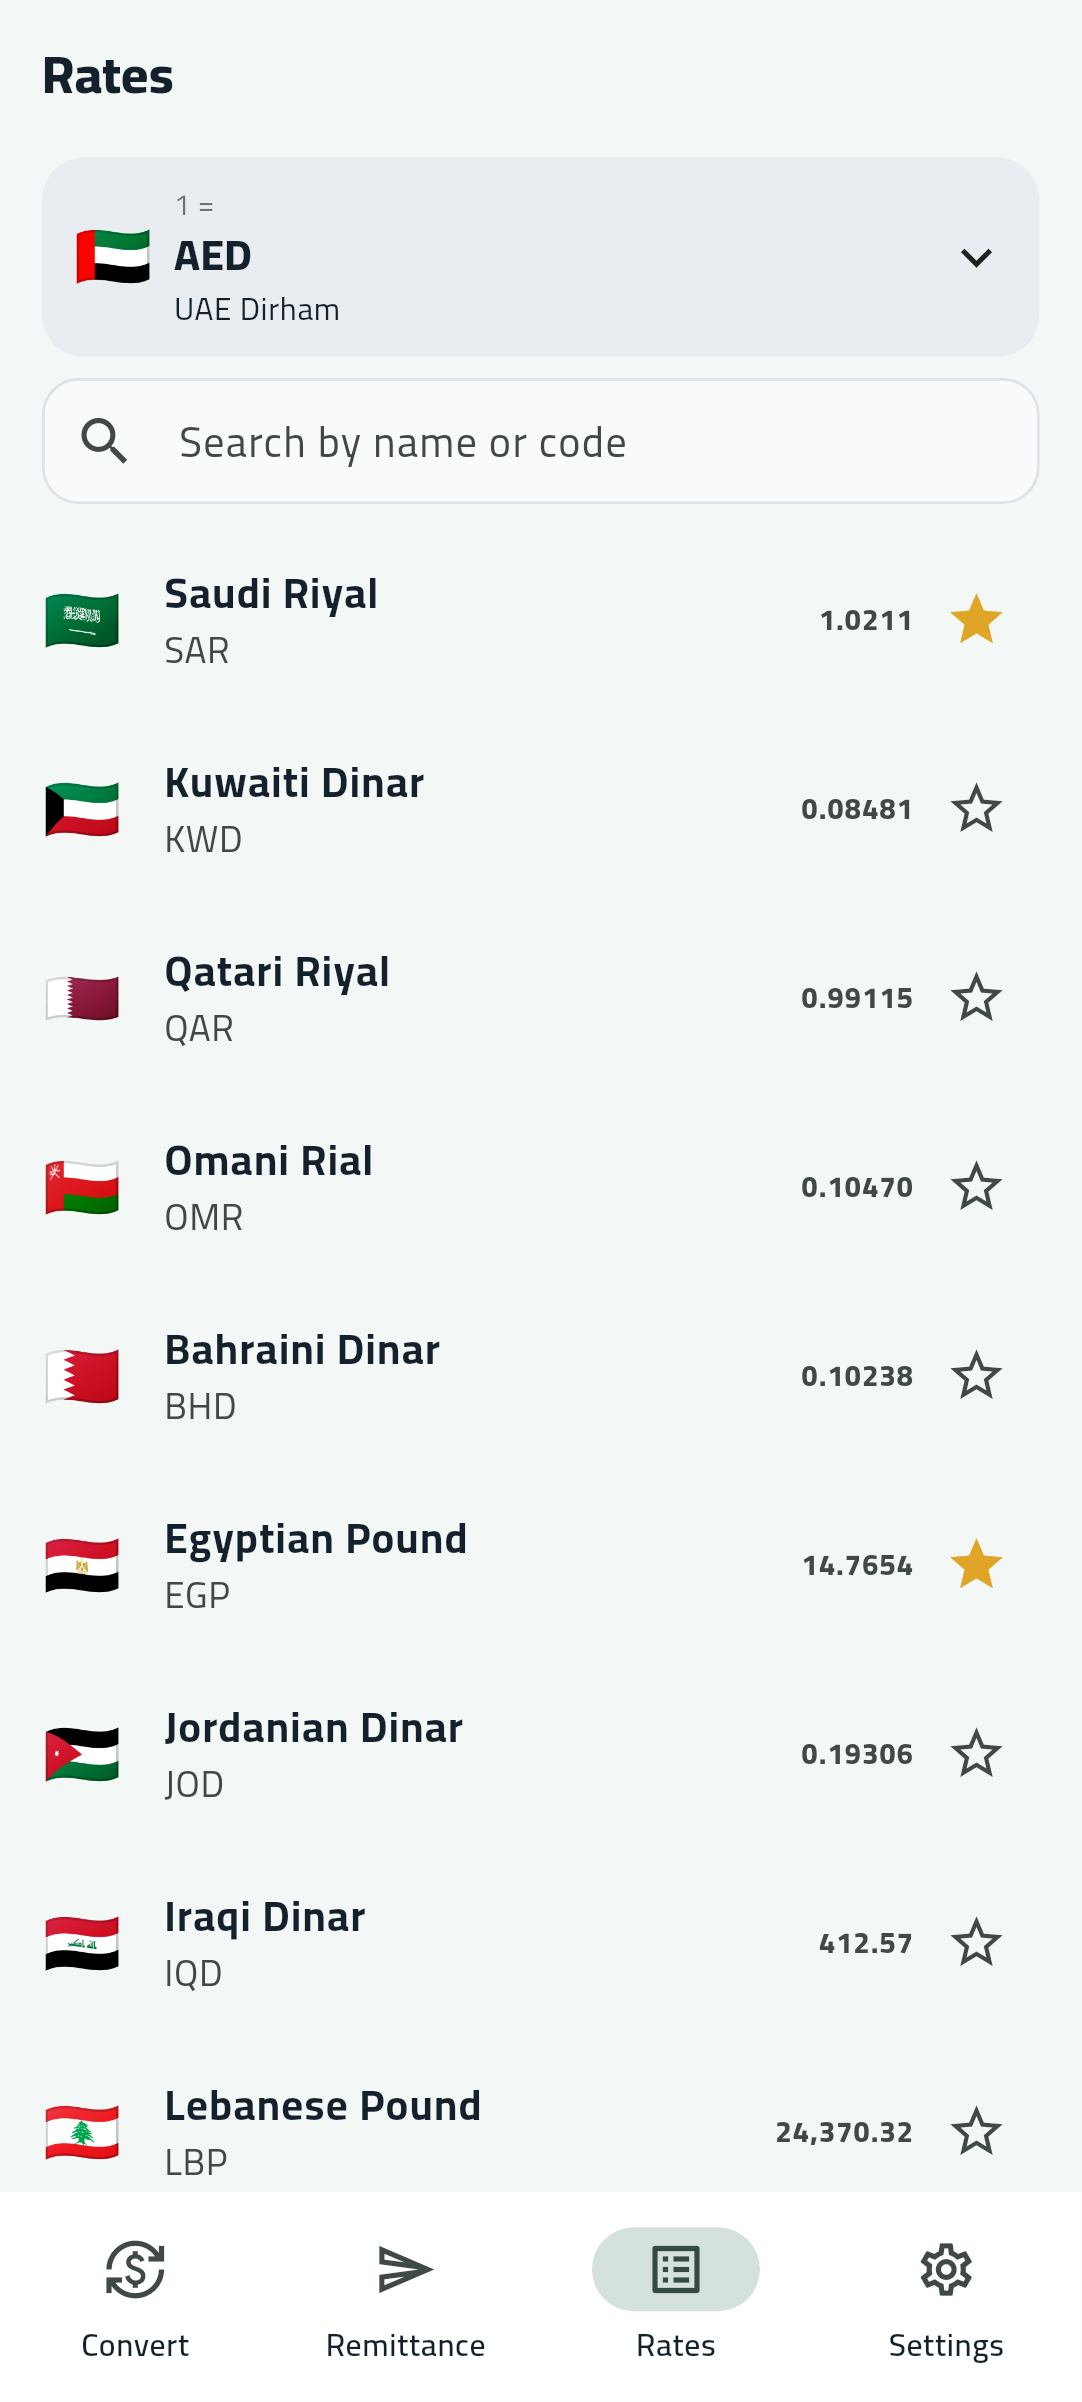 Rates
1 =
AED
UAE Dirham
Search by name or code
Saudi Riyal
SAR
1.0211
Kuwaiti Dinar
KWD
0.08481
Qatari Riyal
QAR
0.99115
Omani Rial
OMR
0.10470
Bahraini Dinar
BHD
0.10238
Egyptian Pound
EGP
14.7654
Jordanian Dinar
JOD
0.19306
Iraqi Dinar
IQD
412.57
Lebanese Pound
LBP
24,370.32
Convert
Remittance
Rates
Settings